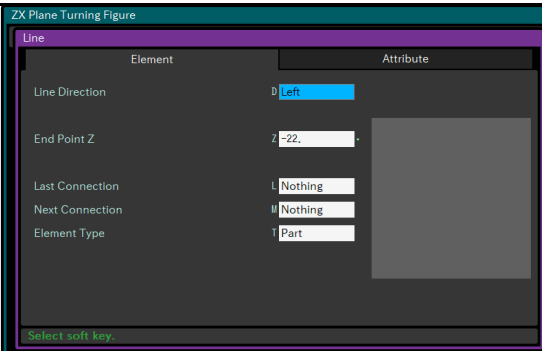 ZX Plane Turning Figure
Line
Element Attribute
Line Direction D Left
End Point Z Z -22.
Last Connection L Nothing
Next Connection M Nothing
Element Type T Part
Select soft key.